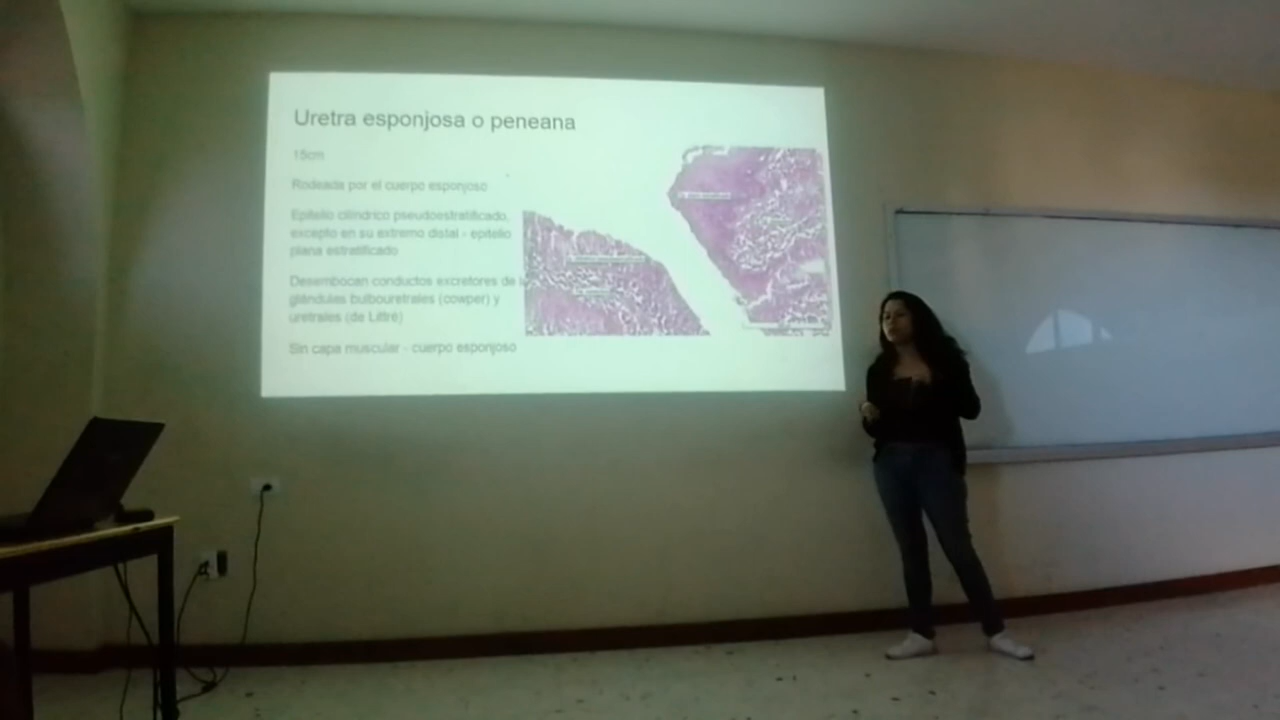 Uretra esponjosa o peneana
15cm
Rodeada por el cuerpo esponjoso
Epitelio cilíndrico pseudoestratificado,
excepto en su extremo distal - epitelio
plana estratificado
Desembocan conductos excretores de
glándulas bulbouretrales (cowper) y
uretrales (de Littré)
Sin capa muscular - cuerpo esponjoso